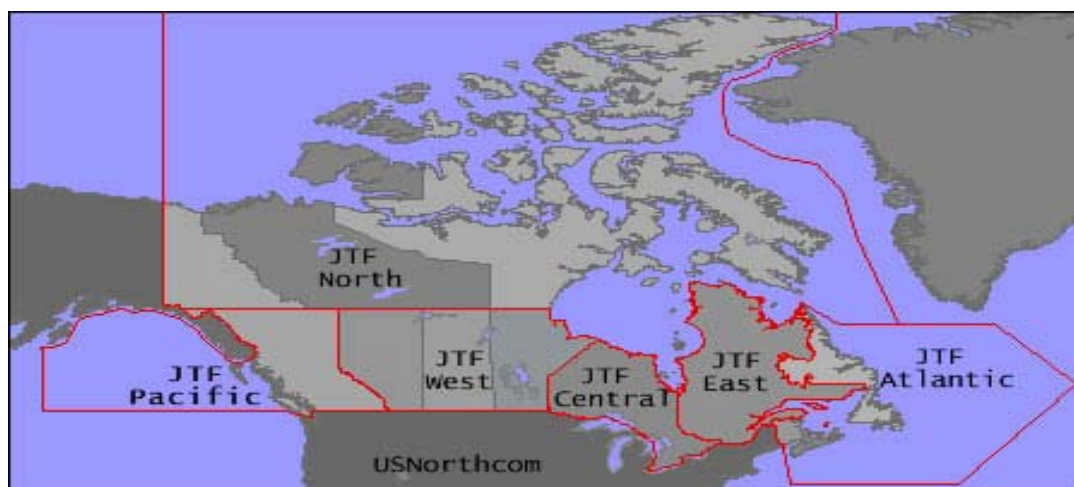 JTF
North
JTF
Pacific
JTF
West
JTF
Central
JTF
East
JTF
Atlantic
USNorthcom